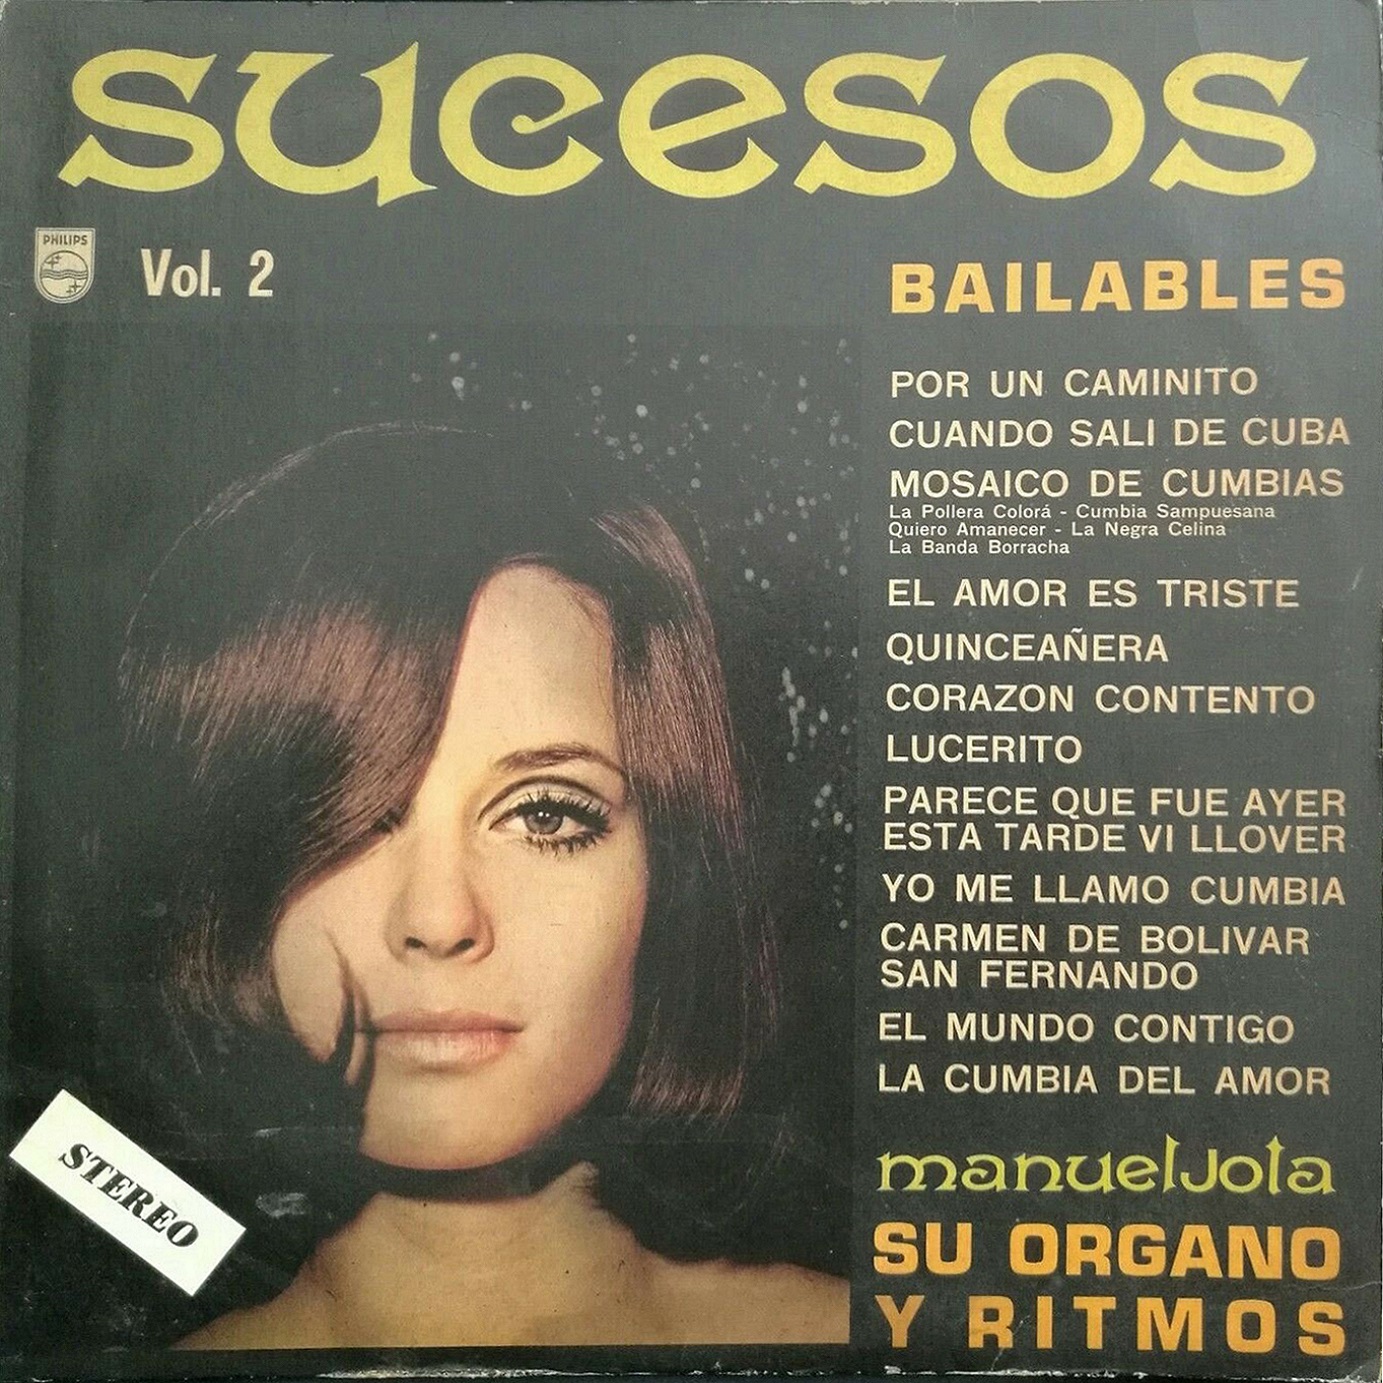 sucesos
PHILIPS
Vol. 2
BAILABLES
POR UN CAMINITO
CUANDO SALI DE CUBA
MOSAICO DE CUMBIAS
La Pollera Colorá - Cumbia Sampuesana
Quiero Amanecer - La Negra Celina
La Banda Borracha
EL AMOR ES TRISTE
QUINCEAÑERA
CORAZON CONTENTO
LUCERITO
PARECE QUE FUE AYER
ESTA TARDE VI LLOVER
YO ME LLAMO CUMBIA
CARMEN DE BOLIVAR
SAN FERNANDO
EL MUNDO CONTIGO
LA CUMBIA DEL AMOR
manuel jota
SU ORGANO
Y RITMOS
STEREO